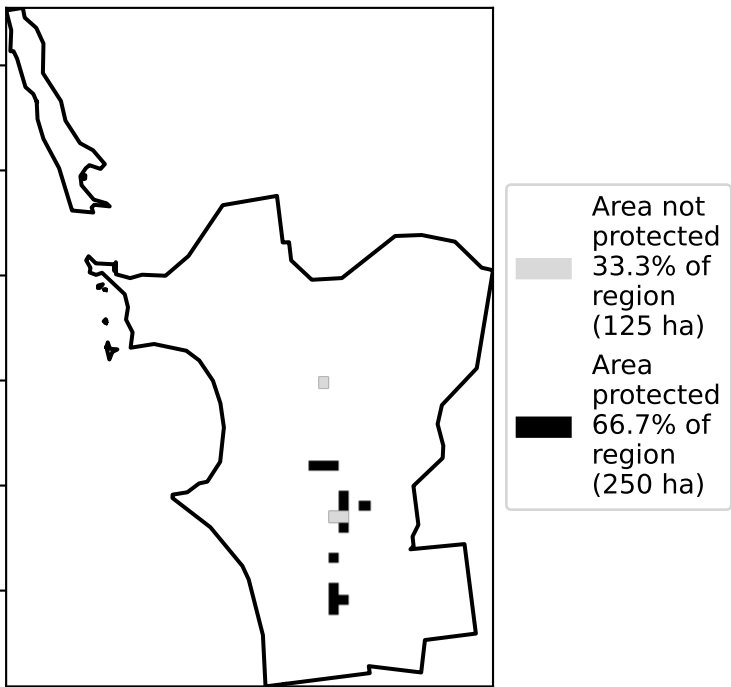 Area not
protected
33.3% of
region
(125 ha)
Area
protected
66.7% of
region
(250 ha)